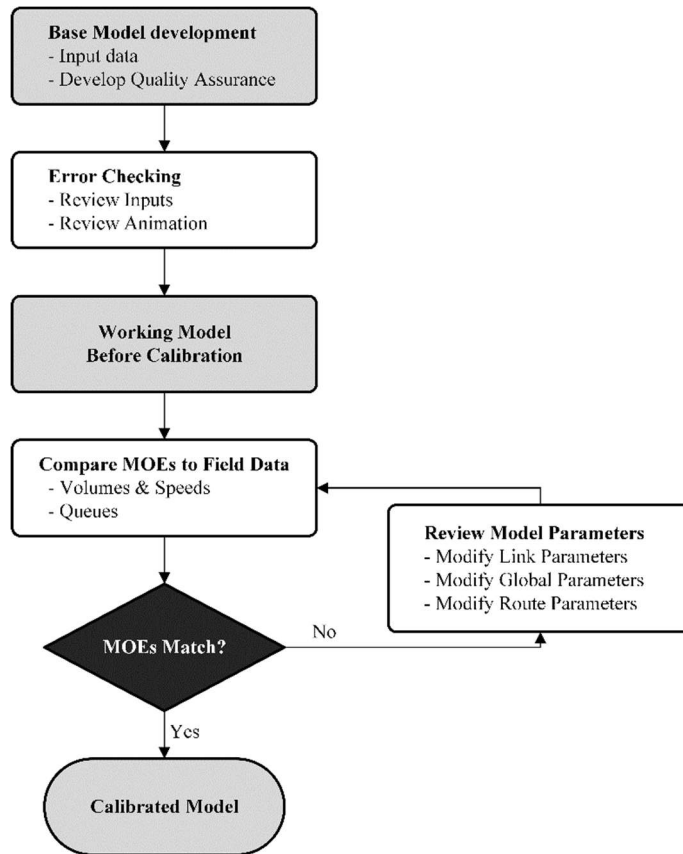 Base Model development
- Input data
- Develop Quality Assurance
Error Checking
- Review Inputs
- Review Animation
Working Model
Before Calibration
Compare MOEs to Field Data
- Volumes & Speeds
- Queues
Review Model Parameters
- Modify Link Parameters
- Modify Global Parameters
- Modify Route Parameters
MOEs Match?
No
Yes
Calibrated Model